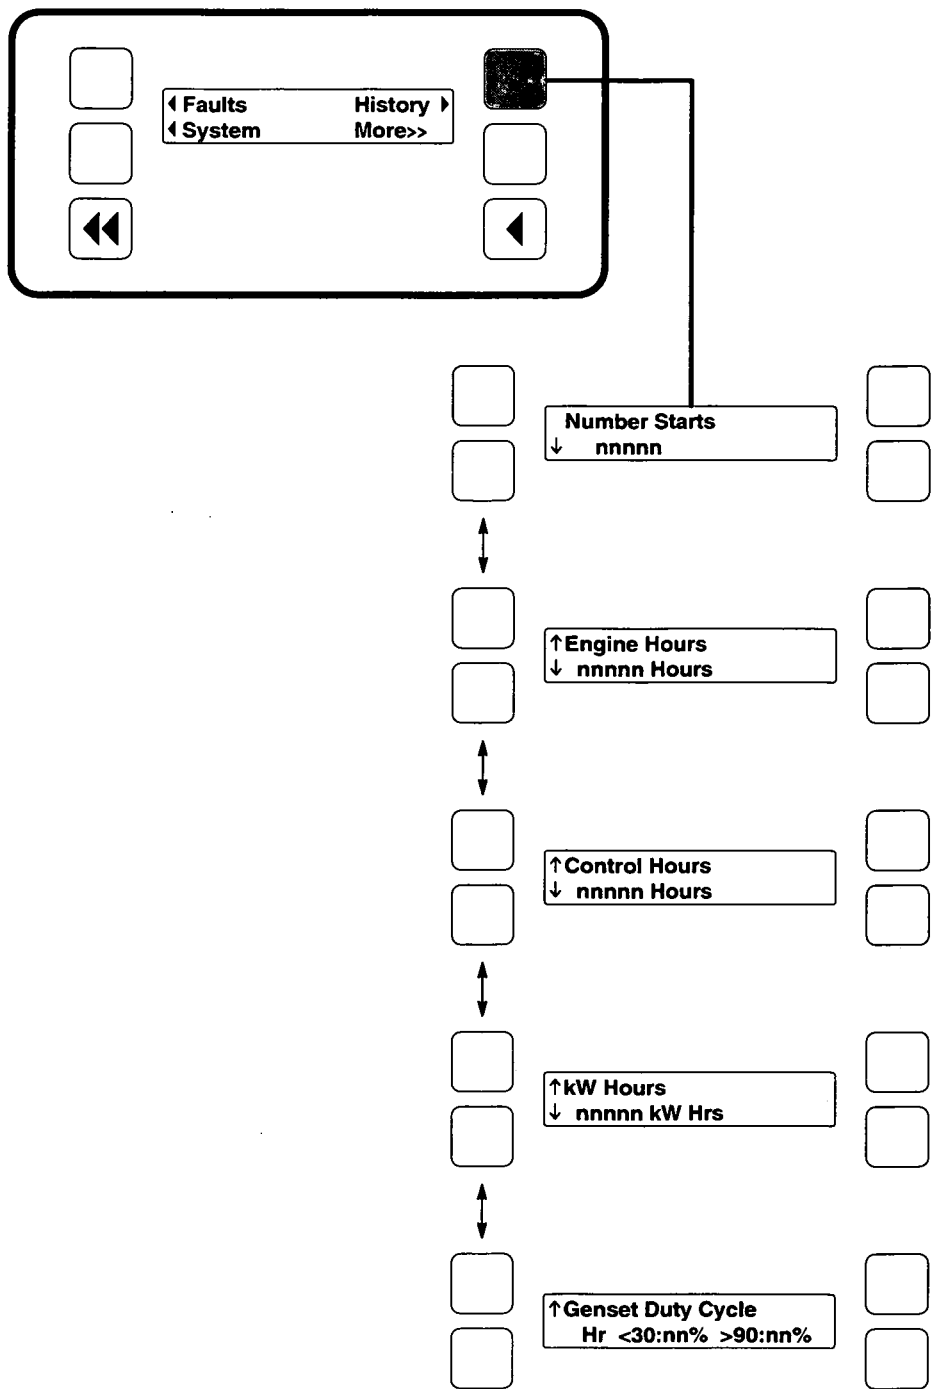 ◀ Faults History ▶
◀ System More>>
Number Starts
↓ nnnnn
↑ Engine Hours
↓ nnnnn Hours
↑ Control Hours
↓ nnnnn Hours
↑ kW Hours
↓ nnnnn kW Hrs
↑ Genset Duty Cycle
Hr <30:nn% >90:nn%